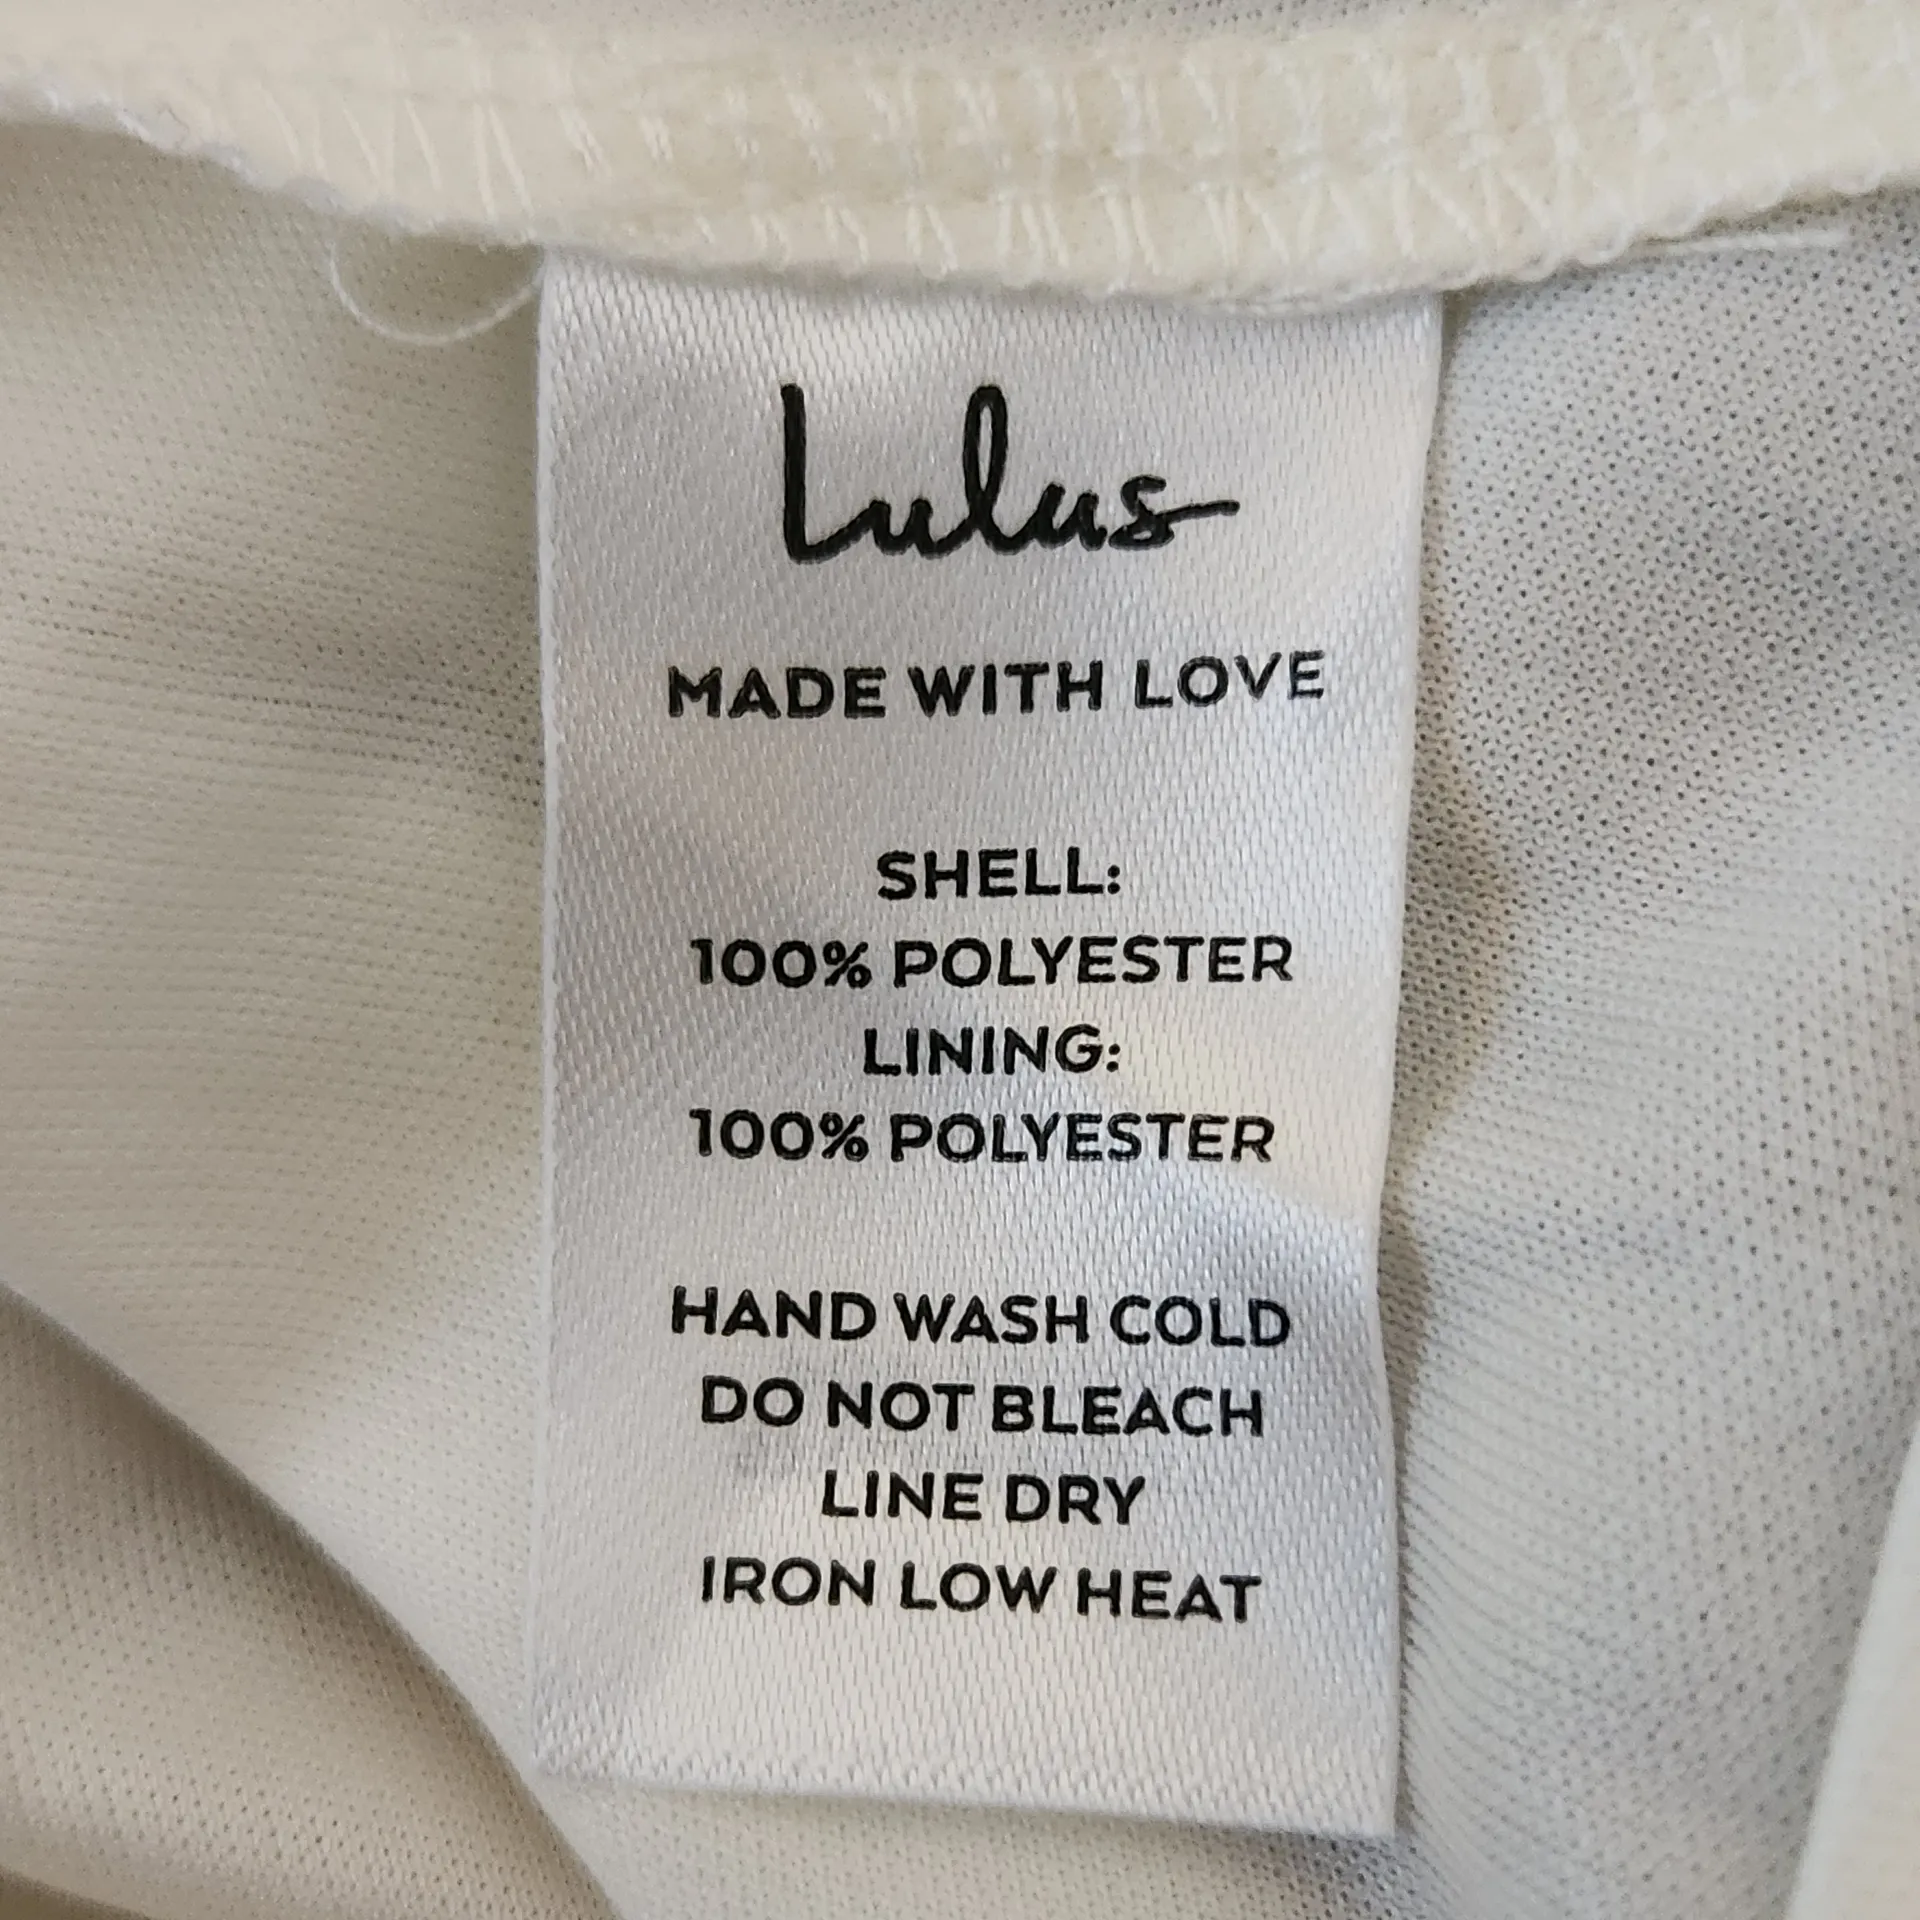 Lulus
MADE WITH LOVE
SHELL:
100% POLYESTER
LINING:
100% POLYESTER
HAND WASH COLD
DO NOT BLEACH
LINE DRY
IRON LOW HEAT